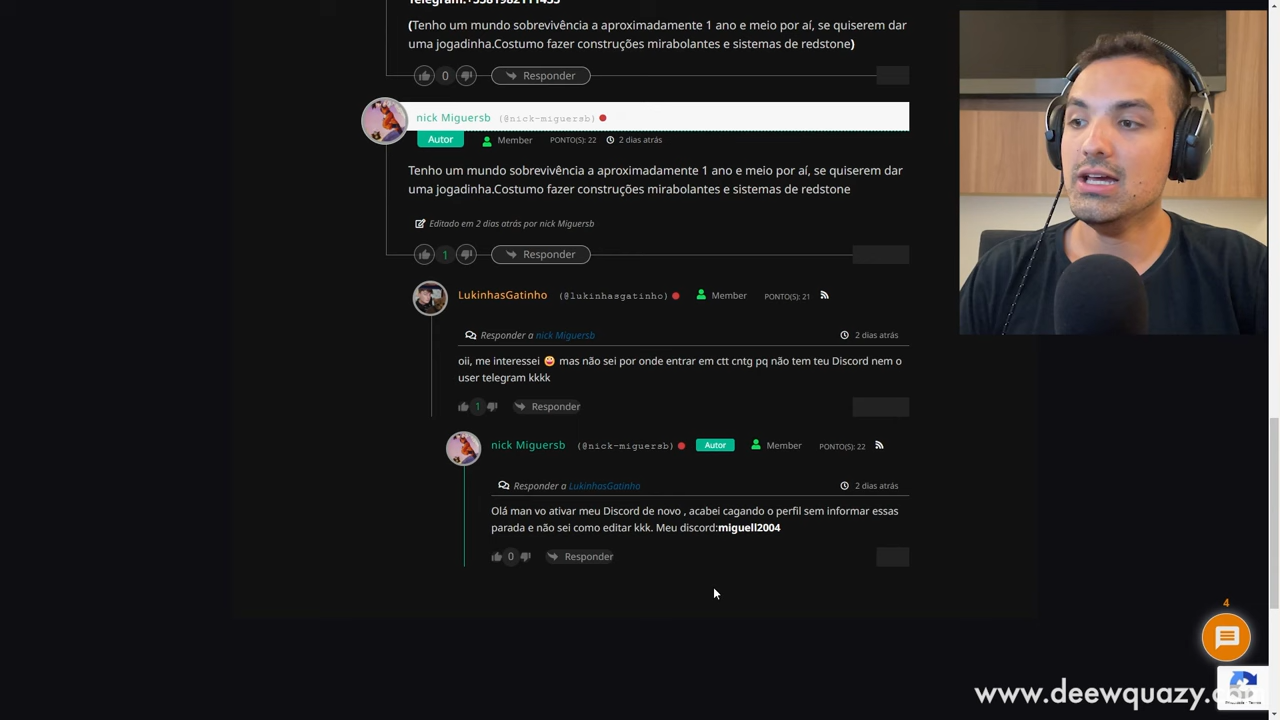 (Tenho um mundo sobrevivência a aproximadamente 1 ano e meio por aí, se quiserem dar
uma jogadinha.Costumo fazer construções mirabolantes e sistemas de redstone)
0 Responder
nick Miguersb (@nick-miguersb)
Autor Member PONTO(S): 22 2 dias atrás
Tenho um mundo sobrevivência a aproximadamente 1 ano e meio por aí, se quiserem dar
uma jogadinha.Costumo fazer construções mirabolantes e sistemas de redstone
Editado em 2 dias atrás por nick Miguersb
1 Responder
LukinhasGatinho (@lukinhasgatinho) Member PONTO(S): 21
Responder a nick Miguersb 2 dias atrás
oii, me interessei mas não sei por onde entrar em ctt cntg pq não tem teu Discord nem o
user telegram kkkk
1 Responder
nick Miguersb (@nick-miguersb) Autor Member PONTO(S): 22
Responder a LukinhasGatinho 2 dias atrás
Olá man vo ativar meu Discord de novo , acabei cagando o perfil sem informar essas
parada e não sei como editar kkk. Meu discord:miguell2004
0 Responder
4
www.deewquazy.c